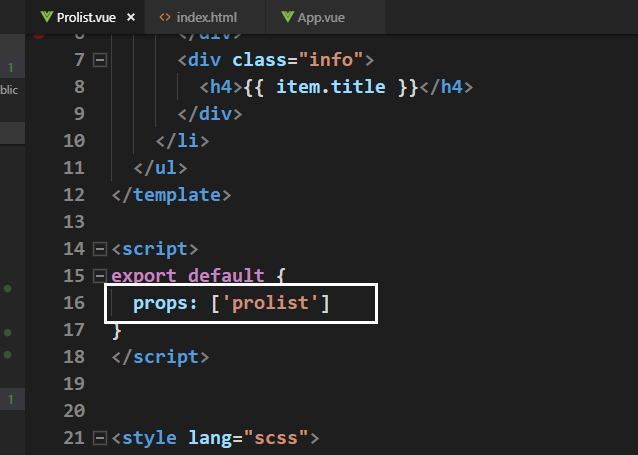 Prolist.vue × <> index.html App.vue
6 </div>
7 <div class="info">
8 <h4>{{ item.title }}</h4>
9 </div>
10 </li>
11 </ul>
12 </template>
13
14 <script>
15 export default {
16 props: ['prolist']
17 }
18 </script>
19
20
21 <style lang="scss">
1
blic
1